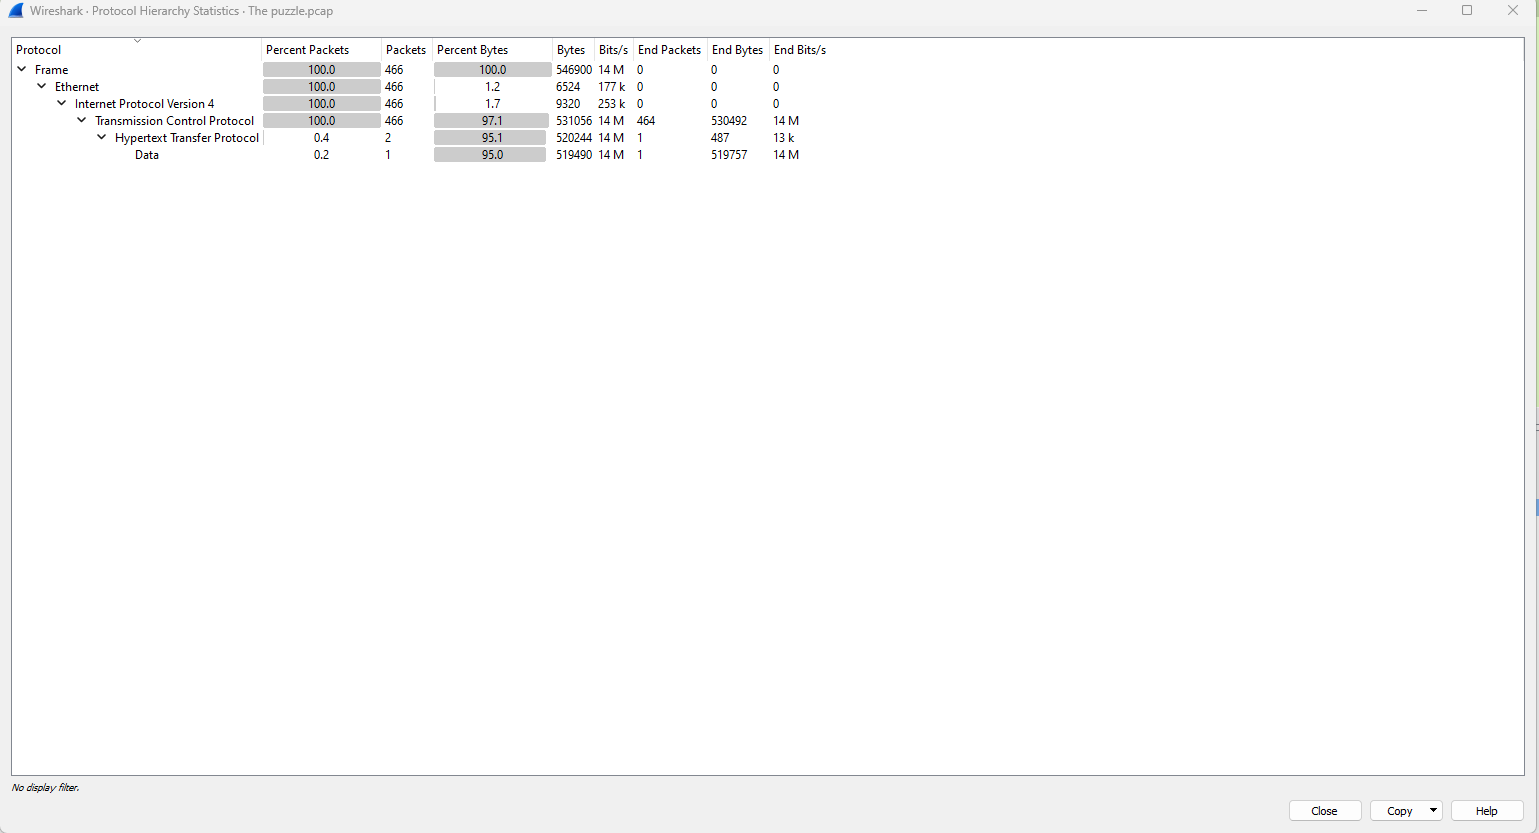 Wireshark · Protocol Hierarchy Statistics · The puzzle.pcap
Protocol Percent Packets Packets Percent Bytes Bytes Bits/s End Packets End Bytes End Bits/s
Frame 100.0 466 100.0 546900 14 M 0 0 0
Ethernet 100.0 466 1.2 6524 177 k 0 0 0
Internet Protocol Version 4 100.0 466 1.7 9320 253 k 0 0 0
Transmission Control Protocol 100.0 466 97.1 531056 14 M 464 530492 14 M
Hypertext Transfer Protocol 0.4 2 95.1 520244 14 M 1 487 13 k
Data 0.2 1 95.0 519490 14 M 1 519757 14 M
No display filter.
Close Copy Help